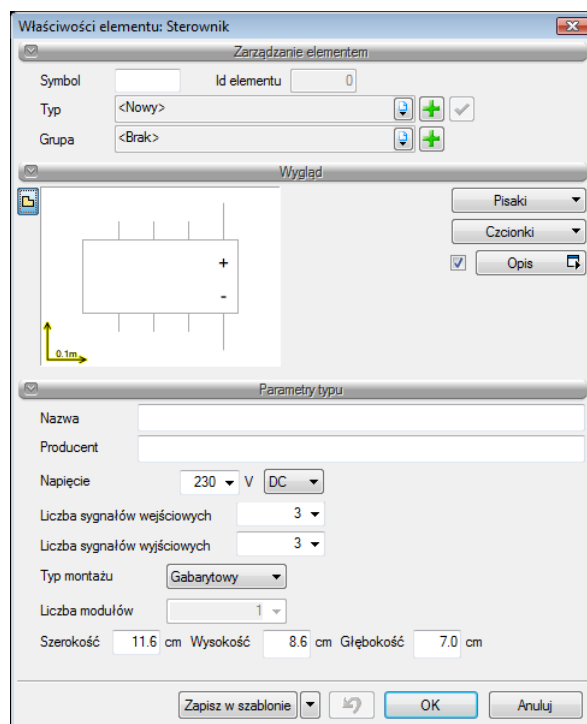 Właściwości elementu: Sterownik
Zarządzanie elementem
Symbol Id elementu 0
Typ <Nowy>
Grupa <Brak>
Wygląd
Pisaki
Czcionki
Opis
+
-
0.1m
Parametry typu
Nazwa
Producent
Napięcie 230 V DC
Liczba sygnałów wejściowych 3
Liczba sygnałów wyjściowych 3
Typ montażu Gabarytowy
Liczba modułów 1
Szerokość 11.6 cm Wysokość 8.6 cm Głębokość 7.0 cm
Zapisz w szablonie OK Anuluj